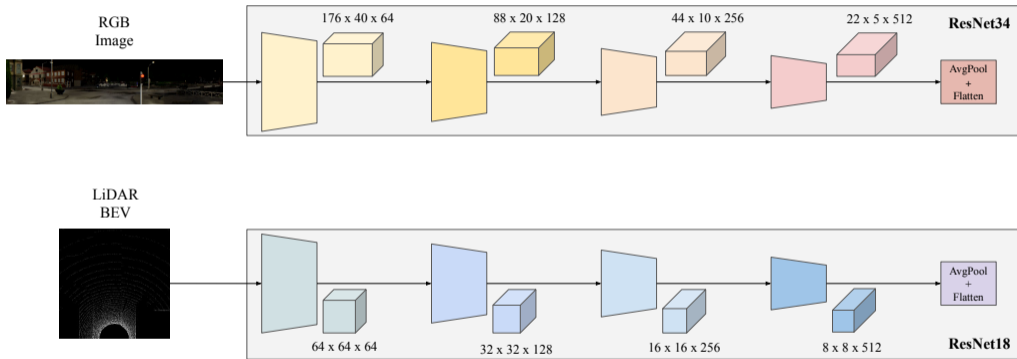 RGB
Image
176 x 40 x 64
88 x 20 x 128
44 x 10 x 256
22 x 5 x 512
ResNet34
AvgPool
+
Flatten
LiDAR
BEV
AvgPool
+
Flatten
64 x 64 x 64
32 x 32 x 128
16 x 16 x 256
8 x 8 x 512
ResNet18